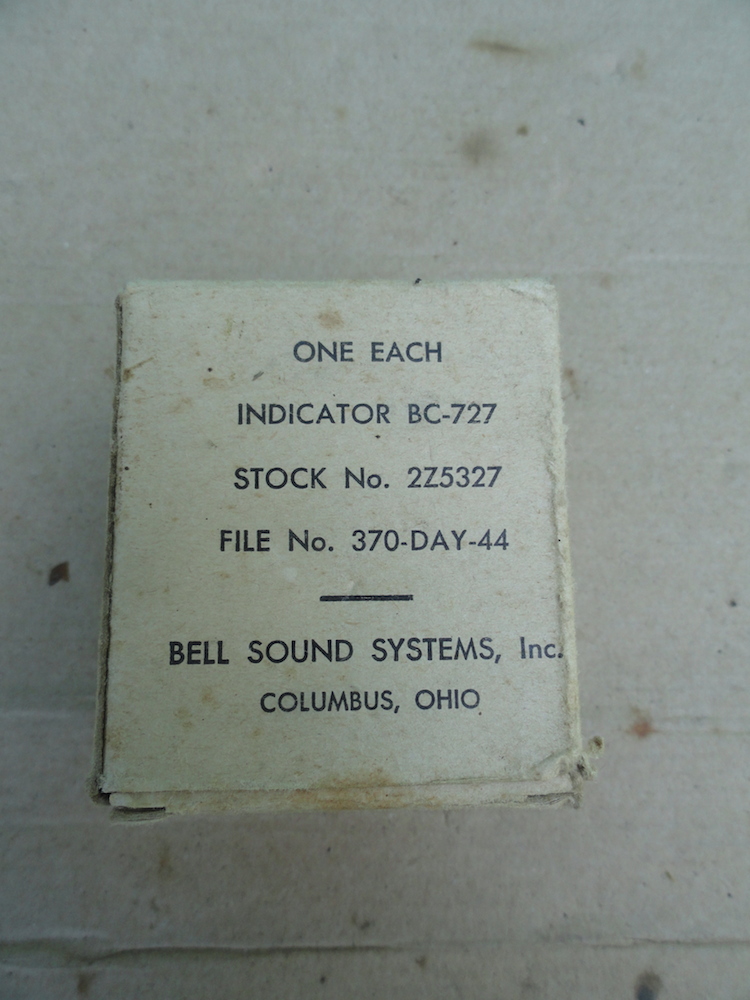 ONE EACH
INDICATOR BC-727
STOCK No. 2Z5327
FILE No. 370-DAY-44
BELL SOUND SYSTEMS, Inc.
COLUMBUS, OHIO